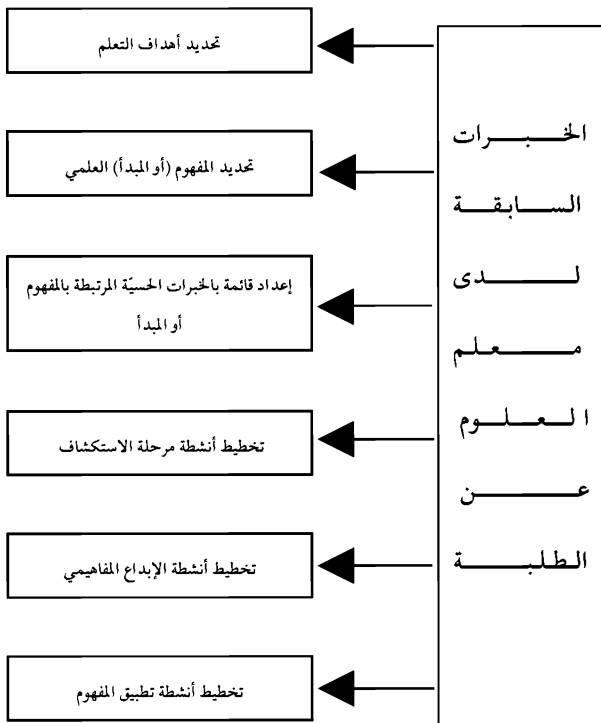 الخبرات
السابقة
لدى
معلم
العلوم
عن
الطلبة
تحديد أهداف التعلم
تحديد المفهوم (أو المبدأ) العلمي
إعداد قائمة بالخبرات الحسيّة المرتبطة بالمفهوم
أو المبدأ
تخطيط أنشطة مرحلة الاستكشاف
تخطيط أنشطة الإبداع المفاهيمي
تخطيط أنشطة تطبيق المفهوم